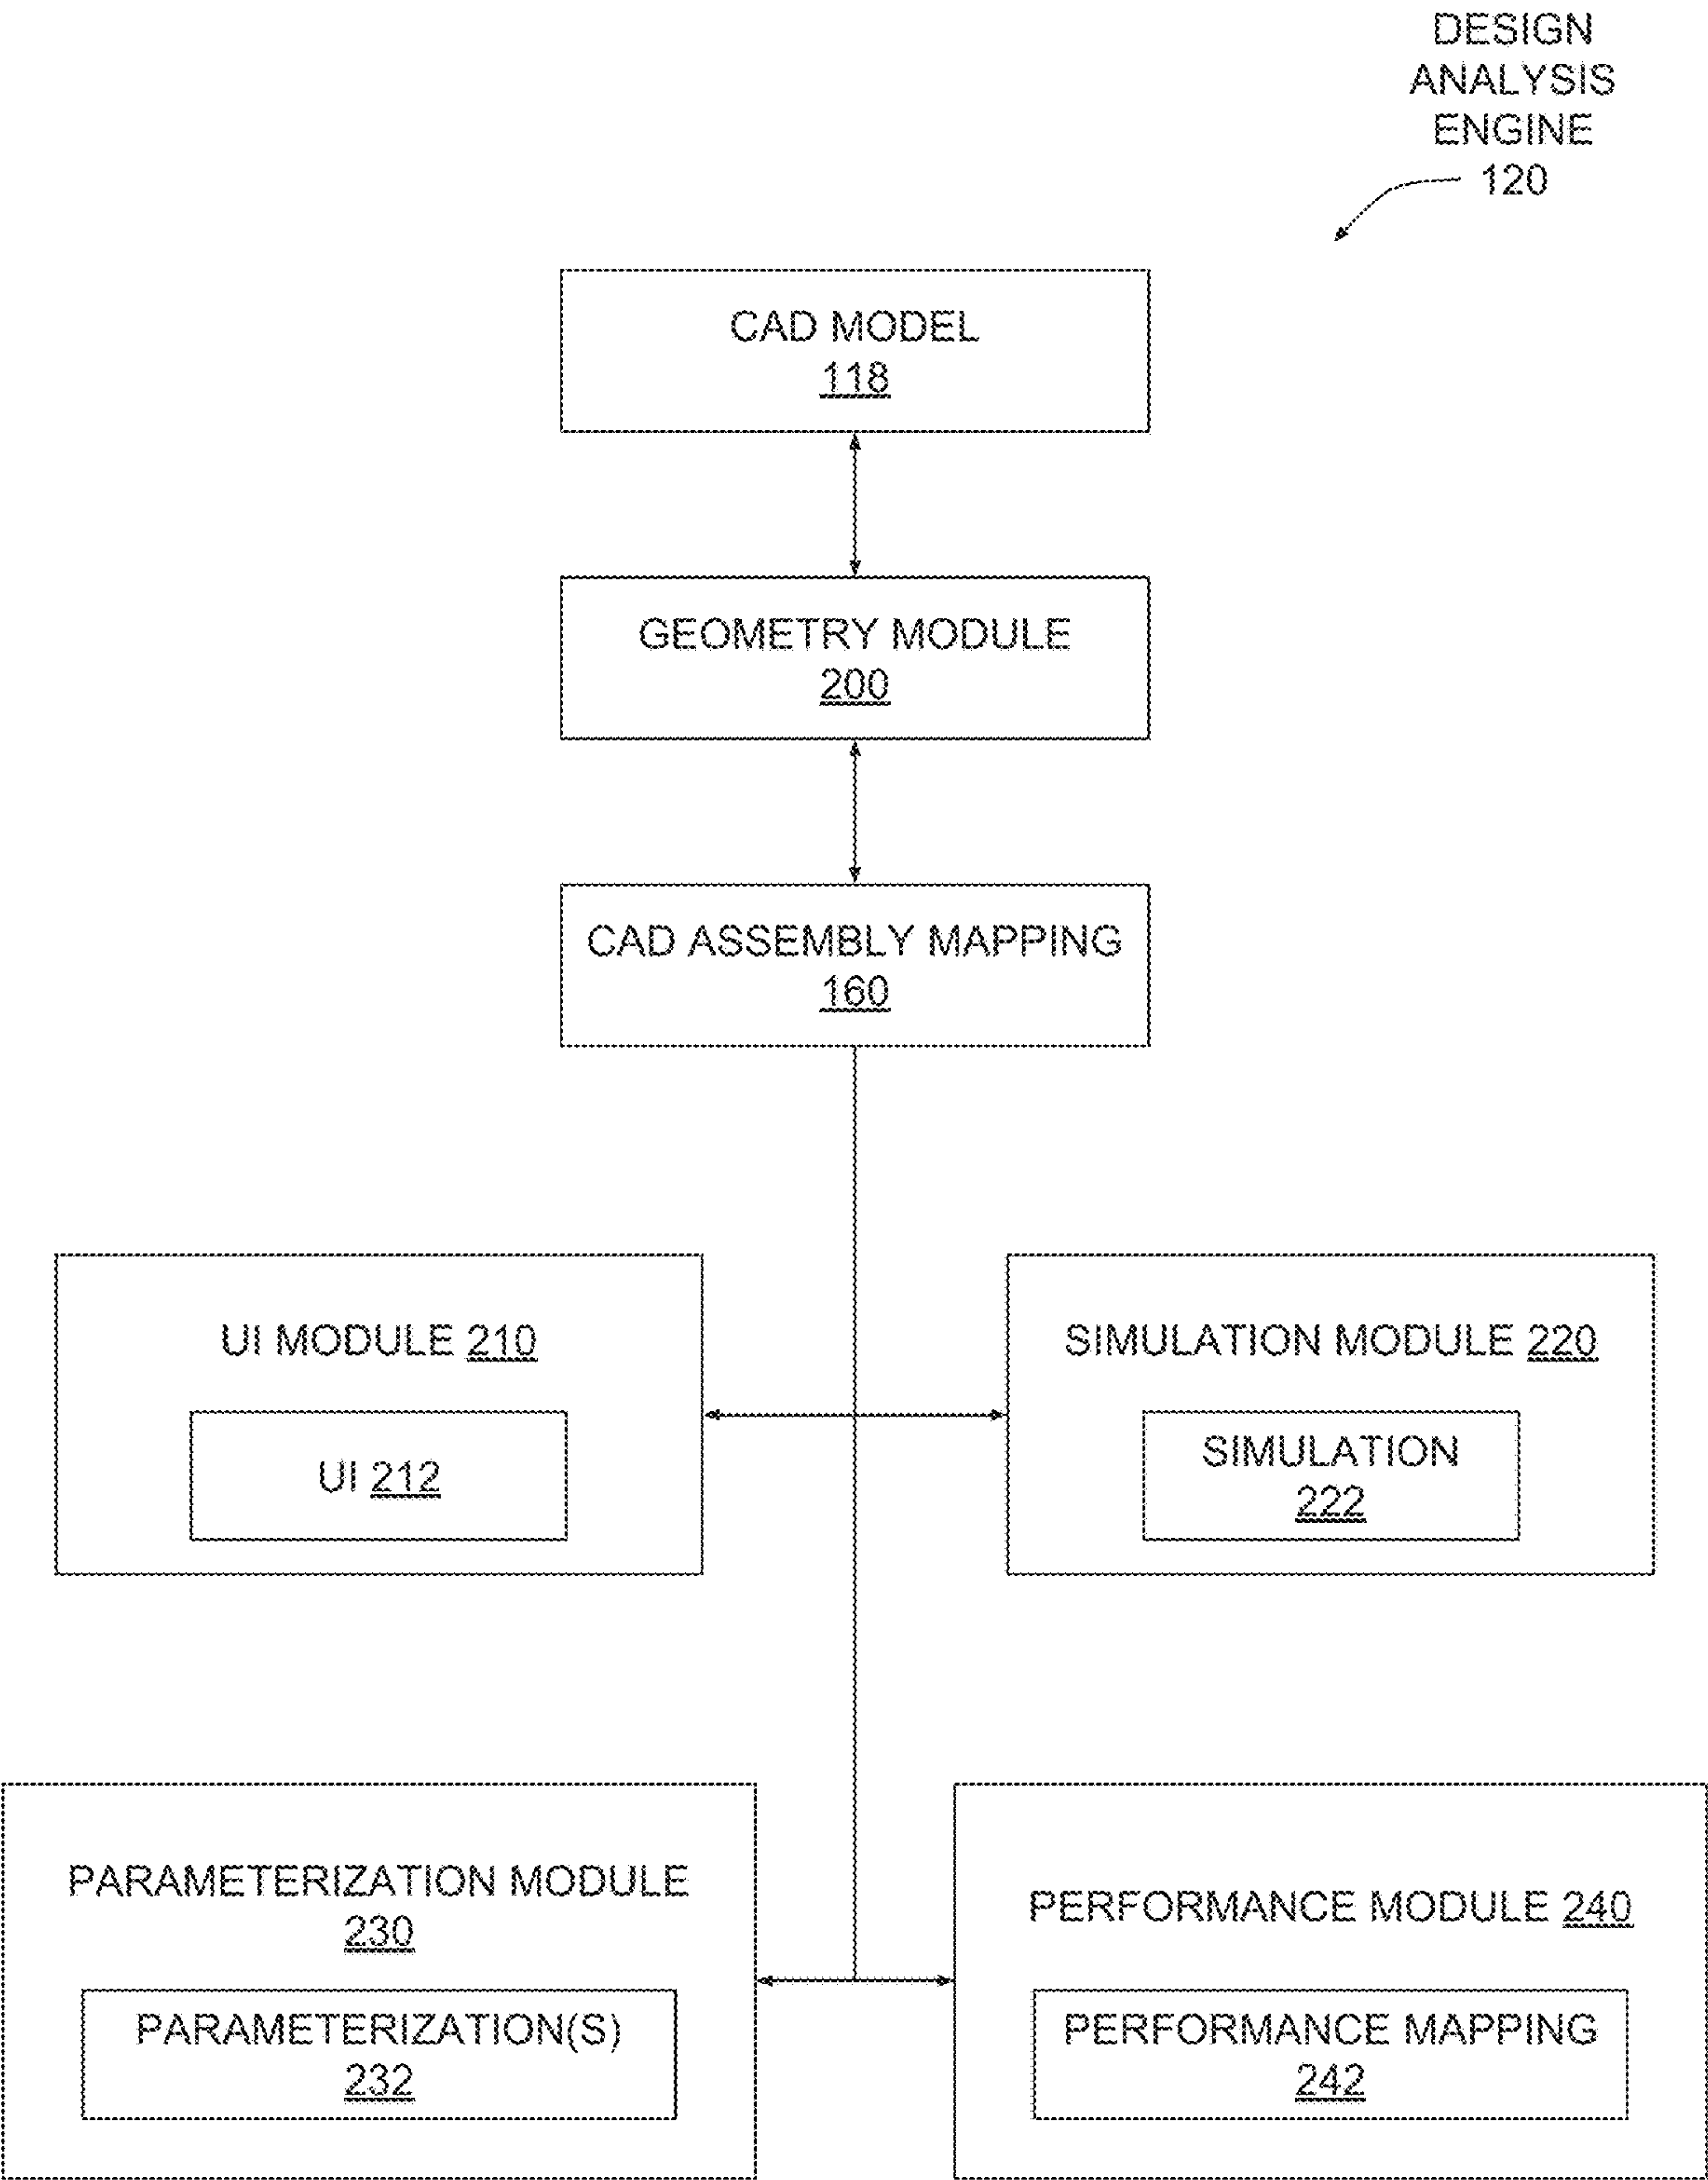 DESIGN
ANALYSIS
ENGINE
120
CAD MODEL
118
GEOMETRY MODULE
200
CAD ASSEMBLY MAPPING
160
UI MODULE 210
UI 212
SIMULATION MODULE 220
SIMULATION
222
PARAMETERIZATION MODULE
230
PARAMETERIZATION(S)
232
PERFORMANCE MODULE 240
PERFORMANCE MAPPING
242